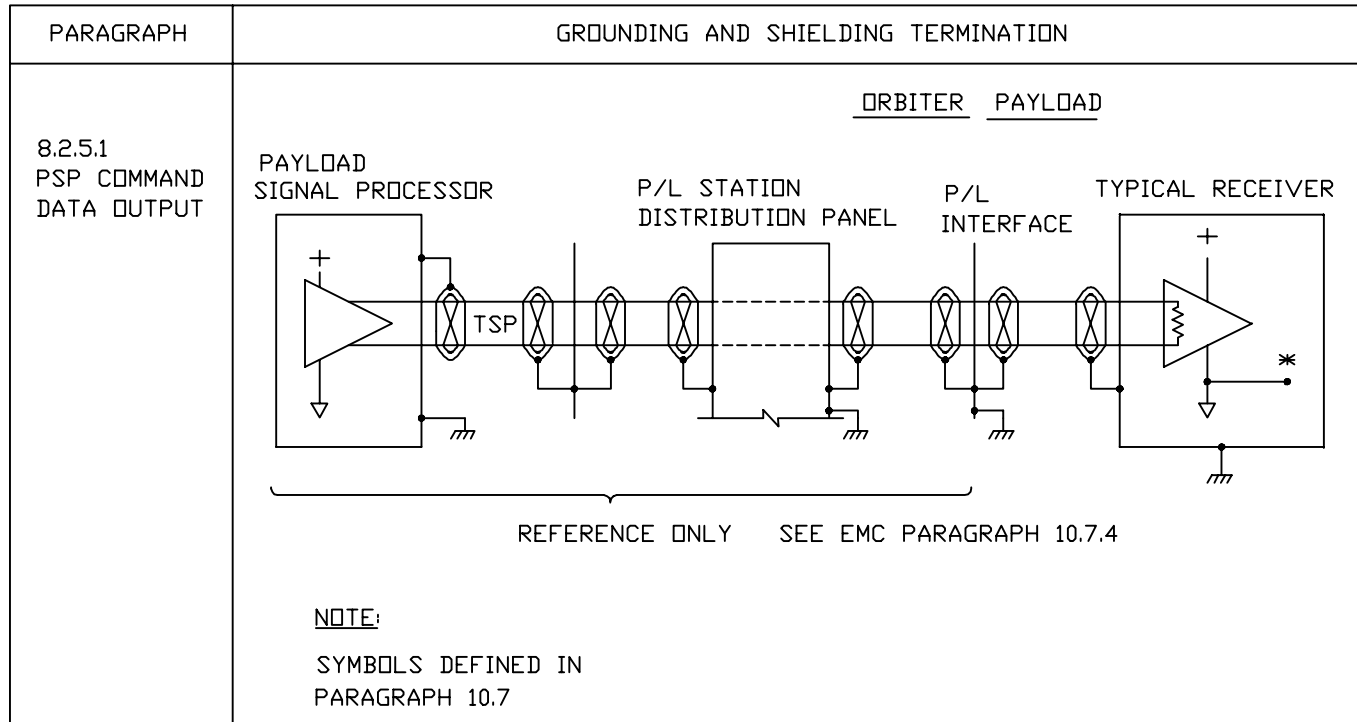 PARAGRAPH
GROUNDING AND SHIELDING TERMINATION
8.2.5.1
PSP COMMAND
DATA OUTPUT
ORBITER PAYLOAD
PAYLOAD
SIGNAL PROCESSOR
P/L STATION
DISTRIBUTION PANEL
P/L
INTERFACE
TYPICAL RECEIVER
+
+
TSP
*
REFERENCE ONLY SEE EMC PARAGRAPH 10.7.4
NOTE:
SYMBOLS DEFINED IN
PARAGRAPH 10.7